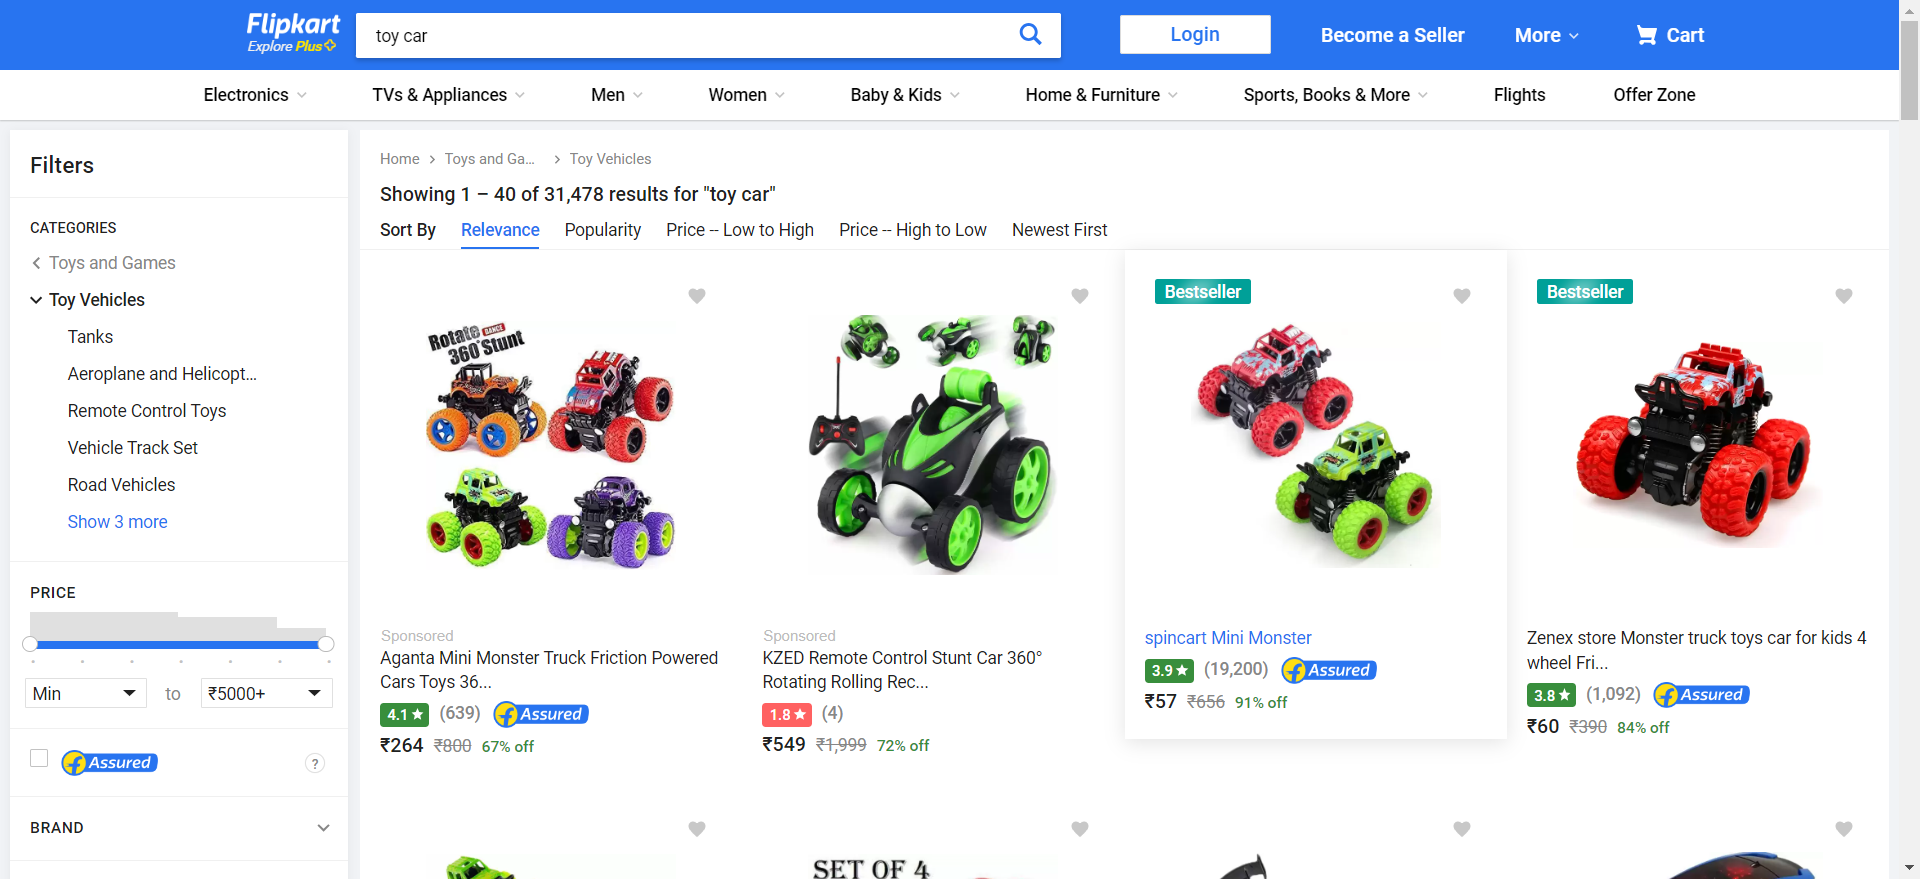 Flipkart
Explore Plus
toy car
Login
Become a Seller
More
Cart
Electronics
TVs & Appliances
Men
Women
Baby & Kids
Home & Furniture
Sports, Books & More
Flights
Offer Zone
Filters
CATEGORIES
Toys and Games
Toy Vehicles
Tanks
Aeroplane and Helicopt...
Remote Control Toys
Vehicle Track Set
Road Vehicles
Show 3 more
PRICE
Min
to
₹5000+
Assured
?
BRAND
Home
Toys and Ga...
Toy Vehicles
Showing 1 – 40 of 31,478 results for "toy car"
Sort By
Relevance
Popularity
Price -- Low to High
Price -- High to Low
Newest First
Rotate DANCE
360° Stunt
Sponsored
Aganta Mini Monster Truck Friction Powered
Cars Toys 36...
4.1
(639)
Assured
₹264 ₹800 67% off
Sponsored
KZED Remote Control Stunt Car 360°
Rotating Rolling Rec...
1.8
(4)
₹549 ₹1,999 72% off
Bestseller
spincart Mini Monster
3.9
(19,200)
Assured
₹57 ₹656 91% off
Bestseller
Zenex store Monster truck toys car for kids 4
wheel Fri...
3.8
(1,092)
Assured
₹60 ₹390 84% off
SET OF 4